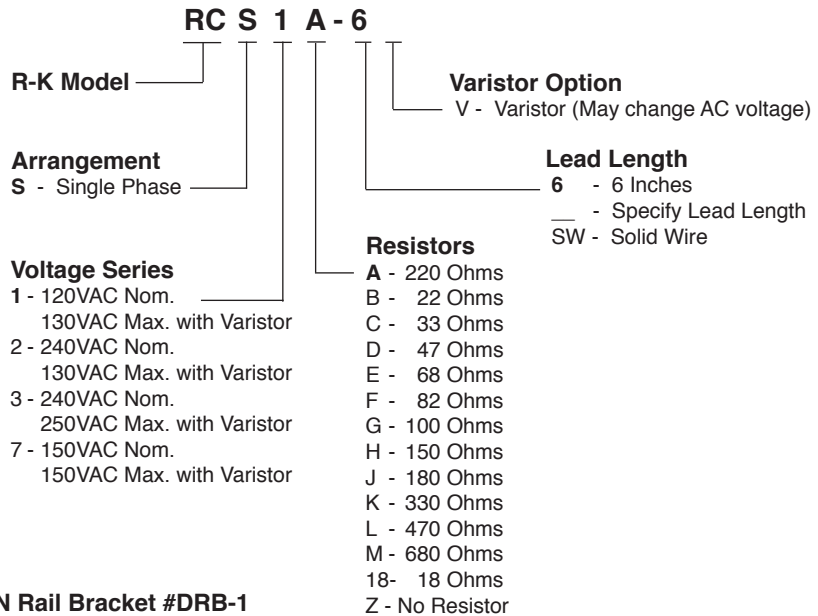 RC S 1 A - 6
R-K Model
Varistor Option
V - Varistor (May change AC voltage)
Arrangement
S - Single Phase
Lead Length
6 - 6 Inches
__ - Specify Lead Length
SW - Solid Wire
Voltage Series
1 - 120VAC Nom.
130VAC Max. with Varistor
2 - 240VAC Nom.
130VAC Max. with Varistor
3 - 240VAC Nom.
250VAC Max. with Varistor
7 - 150VAC Nom.
150VAC Max. with Varistor
Resistors
A - 220 Ohms
B - 22 Ohms
C - 33 Ohms
D - 47 Ohms
E - 68 Ohms
F - 82 Ohms
G - 100 Ohms
H - 150 Ohms
J - 180 Ohms
K - 330 Ohms
L - 470 Ohms
M - 680 Ohms
18- 18 Ohms
Z - No Resistor
N Rail Bracket #DRB-1